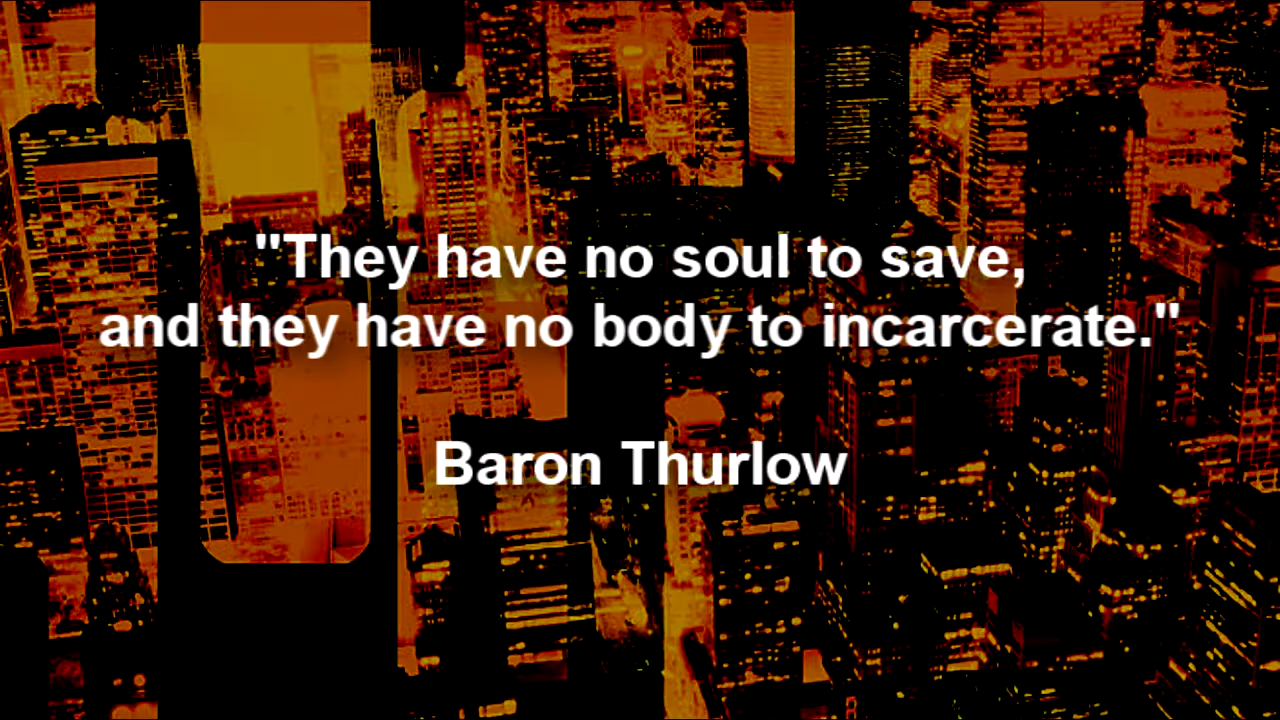 "They have no soul to save,
and they have no body to incarcerate."
Baron Thurlow